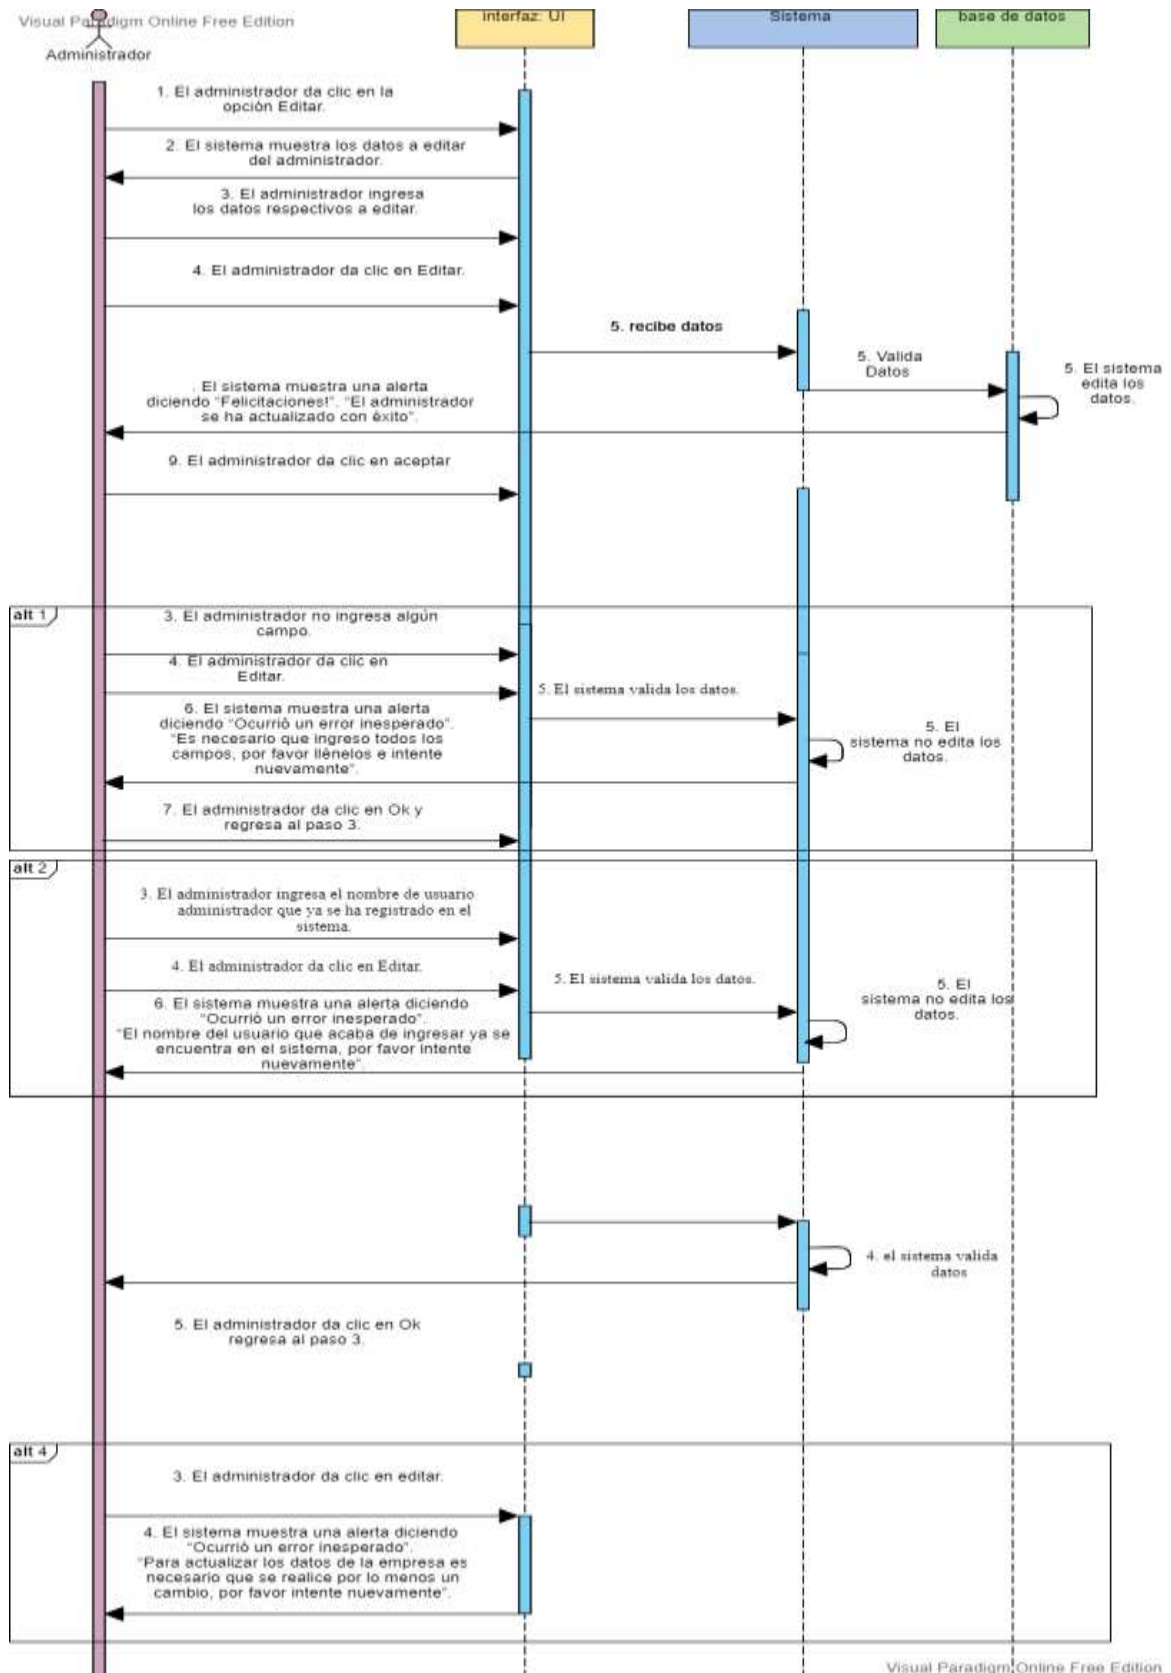 Visual Paradigm Online Free Edition
interfaz: UI
Sistema
base de datos
Administrador
1. El administrador da clic en la
opción Editar.
2. El sistema muestra los datos a editar
del administrador.
3. El administrador ingresa
los datos respectivos a editar.
4. El administrador da clic en Editar.
5. recibe datos
5. Valida
Datos
5. El sistema
edita los
datos.
. El sistema muestra una alerta
diciendo "Felicitaciones!". "El administrador
se ha actualizado con éxito".
9. El administrador da clic en aceptar
alt 1
3. El administrador no ingresa algún
campo.
4. El administrador da clic en
Editar.
5. El sistema valida los datos.
6. El sistema muestra una alerta
diciendo "Ocurrió un error inesperado".
"Es necesario que ingreso todos los
campos, por favor llénelos e intente
nuevamente".
5. El
sistema no edita los
datos.
7. El administrador da clic en Ok y
regresa al paso 3.
alt 2
3. El administrador ingresa el nombre de usuario
administrador que ya se ha registrado en el
sistema.
4. El administrador da clic en Editar.
5. El sistema valida los datos.
6. El sistema muestra una alerta diciendo
"Ocurrió un error inesperado".
"El nombre del usuario que acaba de ingresar ya se
encuentra en el sistema, por favor intente
nuevamente".
5. El
sistema no edita los
datos.
4. el sistema valida
datos
5. El administrador da clic en Ok
regresa al paso 3.
alt 4
3. El administrador da clic en editar.
4. El sistema muestra una alerta diciendo
"Ocurrió un error inesperado".
"Para actualizar los datos de la empresa es
necesario que se realice por lo menos un
cambio, por favor intente nuevamente".
Visual Paradigm Online Free Edition